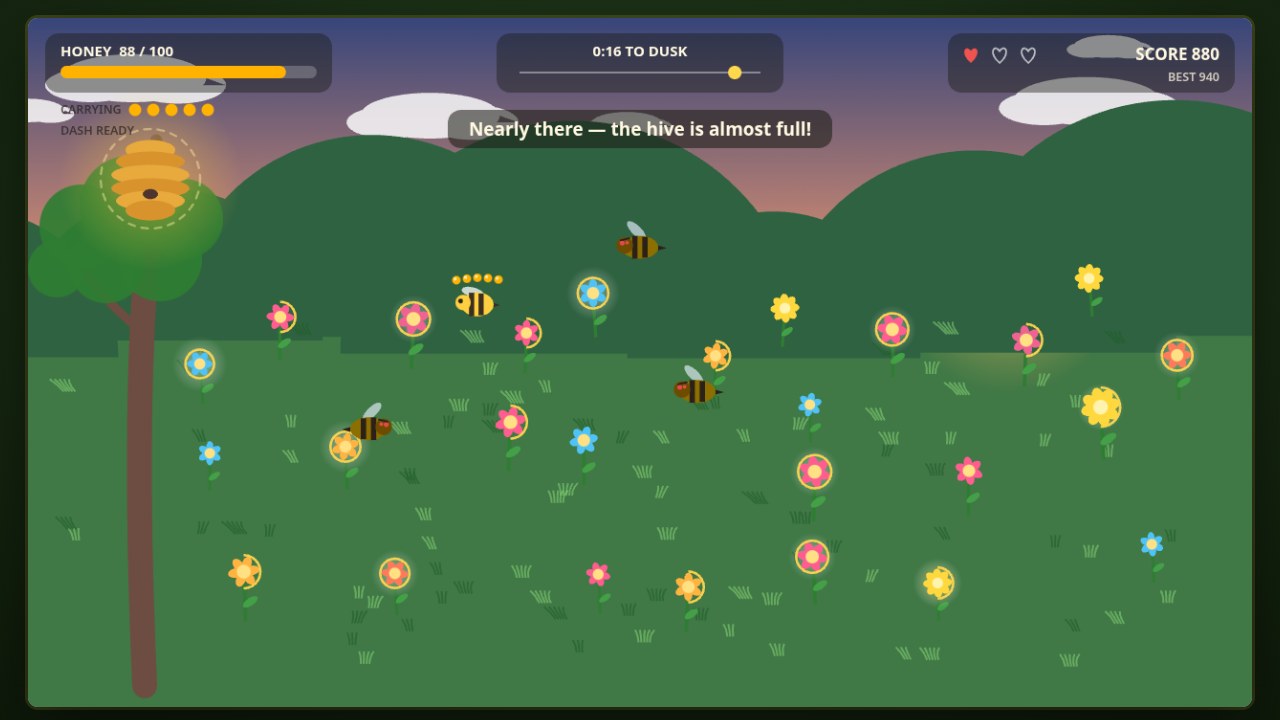 HONEY 88 / 100
0:16 TO DUSK
SCORE 880
BEST 940
CARRYING
DASH READY
Nearly there — the hive is almost full!